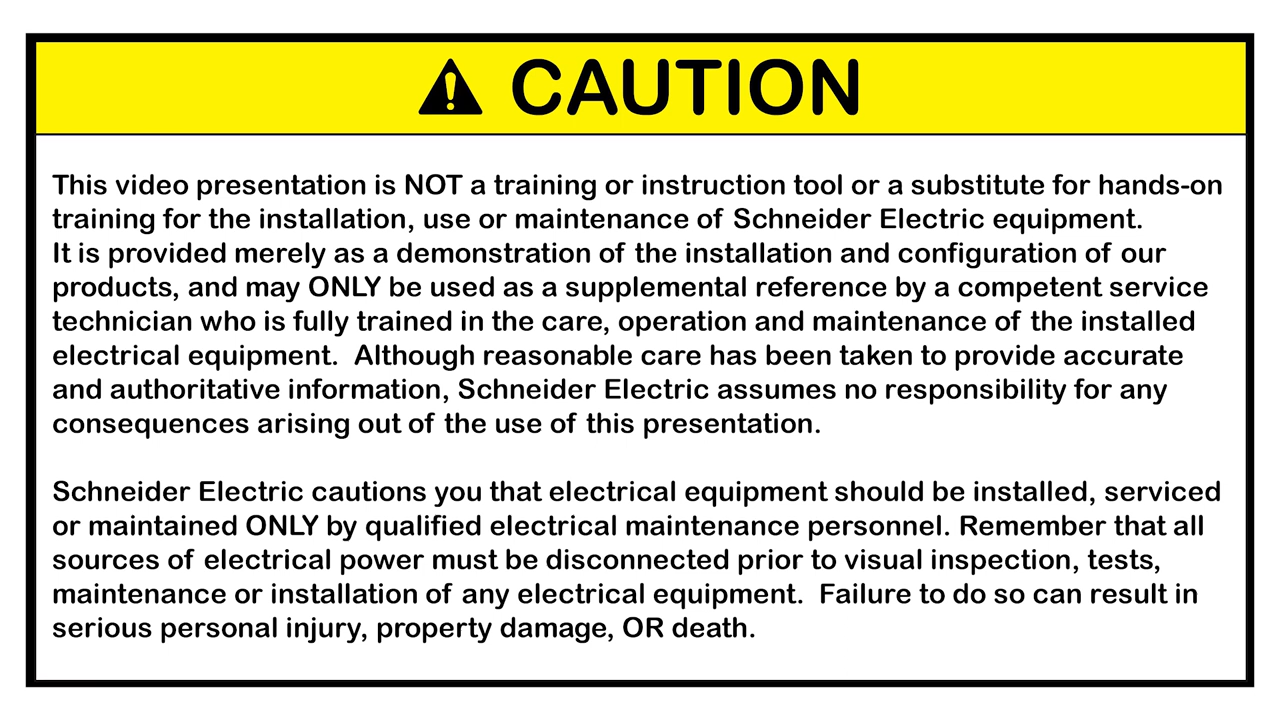 CAUTION
This video presentation is NOT a training or instruction tool or a substitute for hands-on
training for the installation, use or maintenance of Schneider Electric equipment.
It is provided merely as a demonstration of the installation and configuration of our
products, and may ONLY be used as a supplemental reference by a competent service
technician who is fully trained in the care, operation and maintenance of the installed
electrical equipment.  Although reasonable care has been taken to provide accurate
and authoritative information, Schneider Electric assumes no responsibility for any
consequences arising out of the use of this presentation.
Schneider Electric cautions you that electrical equipment should be installed, serviced
or maintained ONLY by qualified electrical maintenance personnel. Remember that all
sources of electrical power must be disconnected prior to visual inspection, tests,
maintenance or installation of any electrical equipment.  Failure to do so can result in
serious personal injury, property damage, OR death.